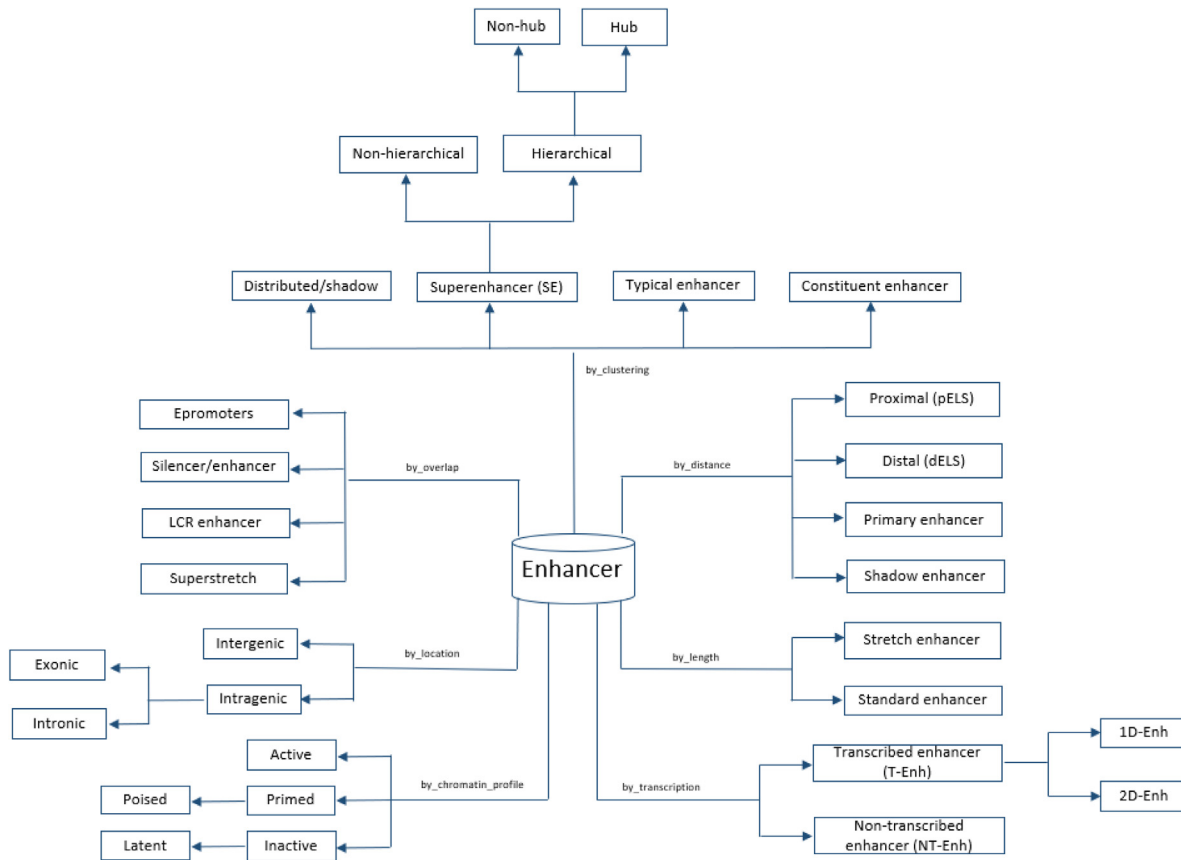 Non-hub
Hub
Non-hierarchical
Hierarchical
Distributed/shadow
Superenhancer (SE)
Typical enhancer
Constituent enhancer
by_clustering
Epromoters
Silencer/enhancer
LCR enhancer
Superstretch
by_overlap
Proximal (pELS)
Distal (dELS)
Primary enhancer
Shadow enhancer
by_distance
Enhancer
Intergenic
Intragenic
Exonic
Intronic
by_location
Stretch enhancer
Standard enhancer
by_length
Active
Primed
Inactive
Poised
Latent
by_chromatin_profile
by_transcription
Transcribed enhancer
(T-Enh)
Non-transcribed
enhancer (NT-Enh)
1D-Enh
2D-Enh